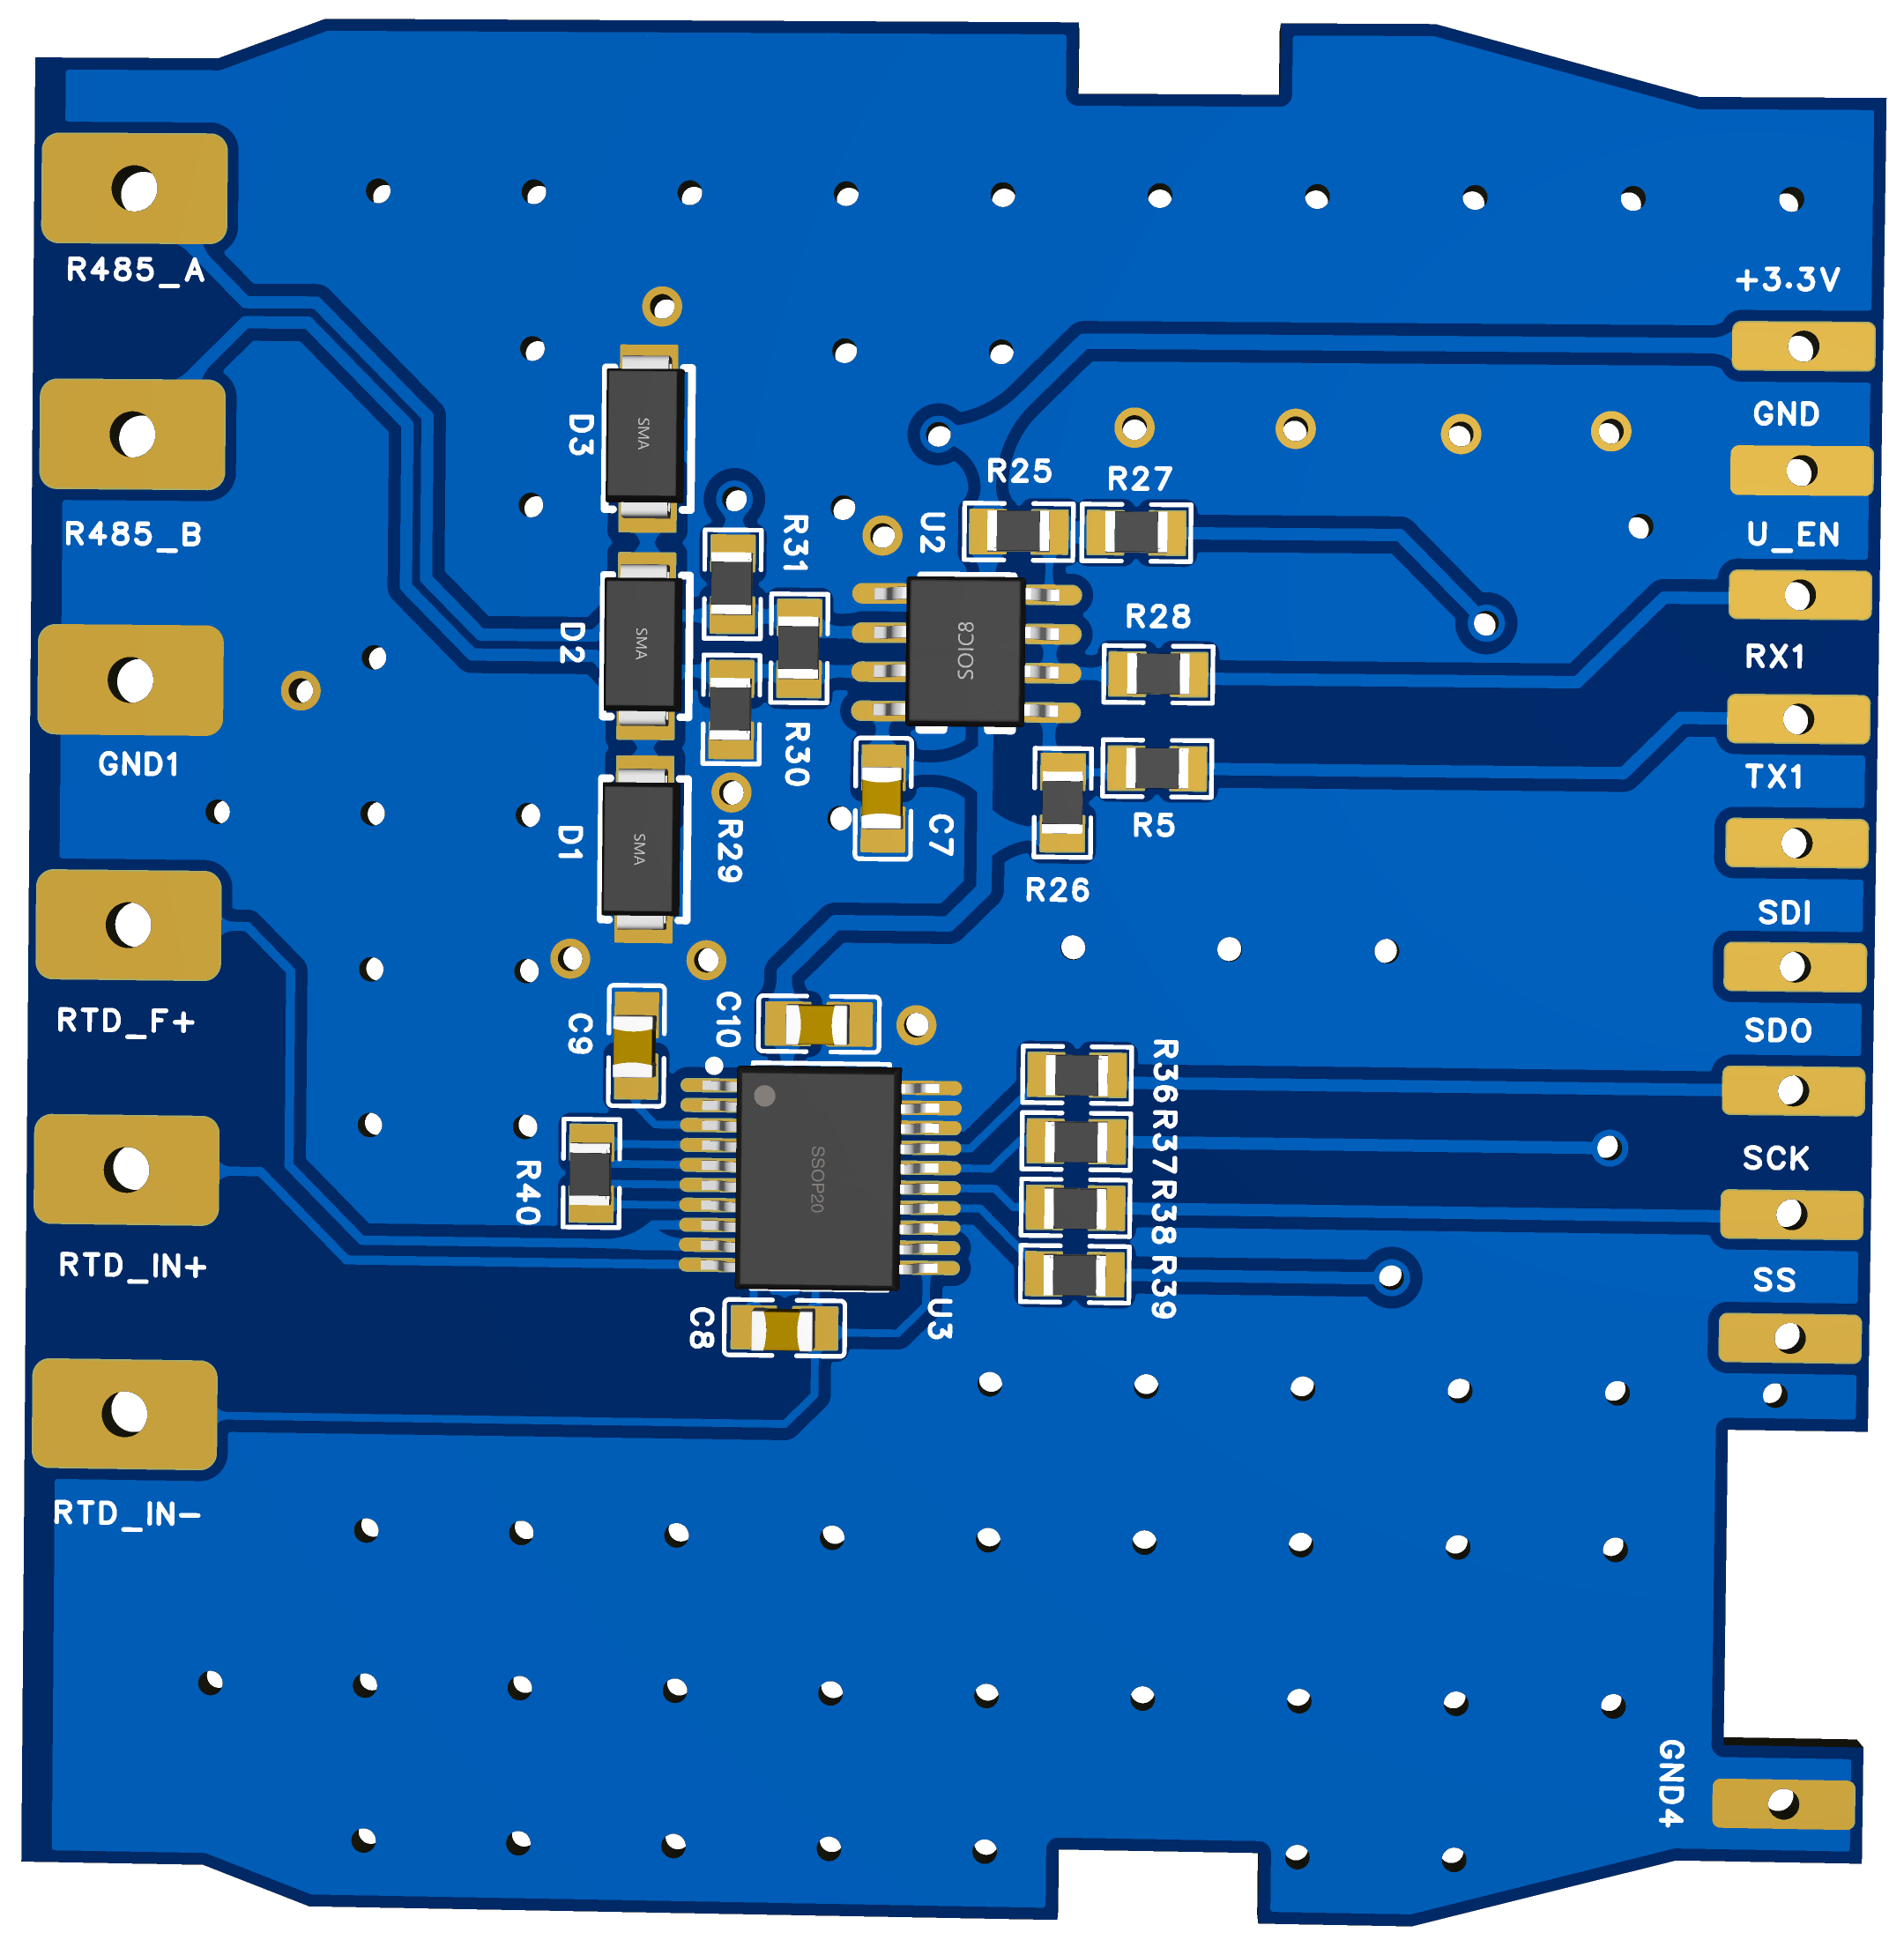 R485_A
+3.3V
GND
D3
SMA
R25
R27
R485_B
R31
U2
U_EN
D2
SMA
SOIC8
R28
RX1
GND1
R30
TX1
D1
SMA
R29
C7
R5
R26
SDI
RTD_F+
C9
C10
SDO
R36
R37
SCK
R40
SSOP20
R38
RTD_IN+
R39
SS
C8
U3
RTD_IN-
GND4